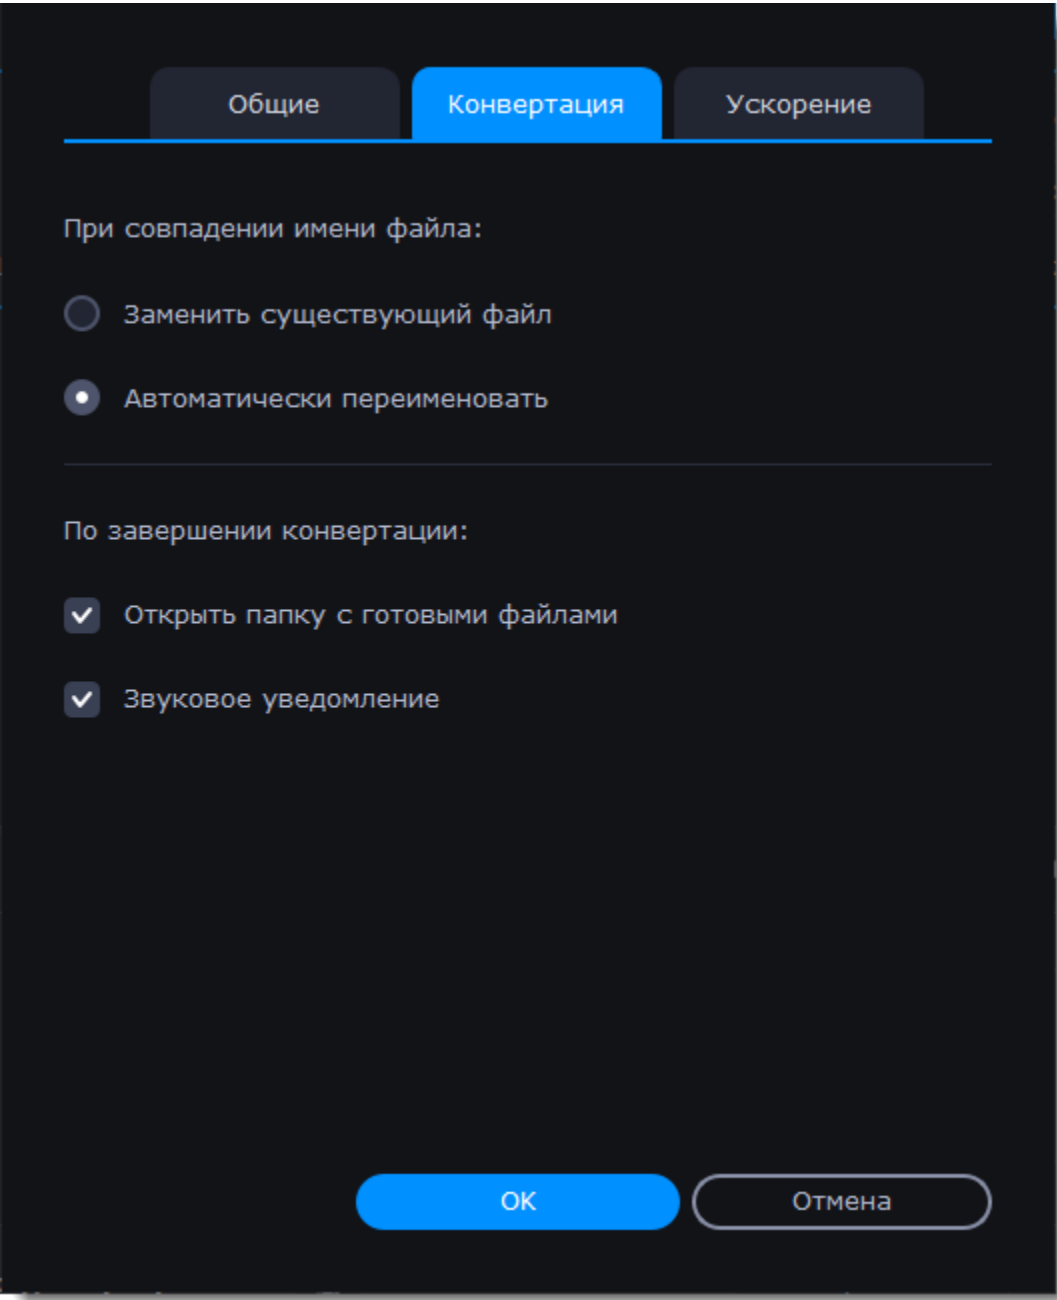 Общие Конвертация Ускорение
При совпадении имени файла:
Заменить существующий файл
Автоматически переименовать
По завершении конвертации:
Открыть папку с готовыми файлами
Звуковое уведомление
OK Отмена